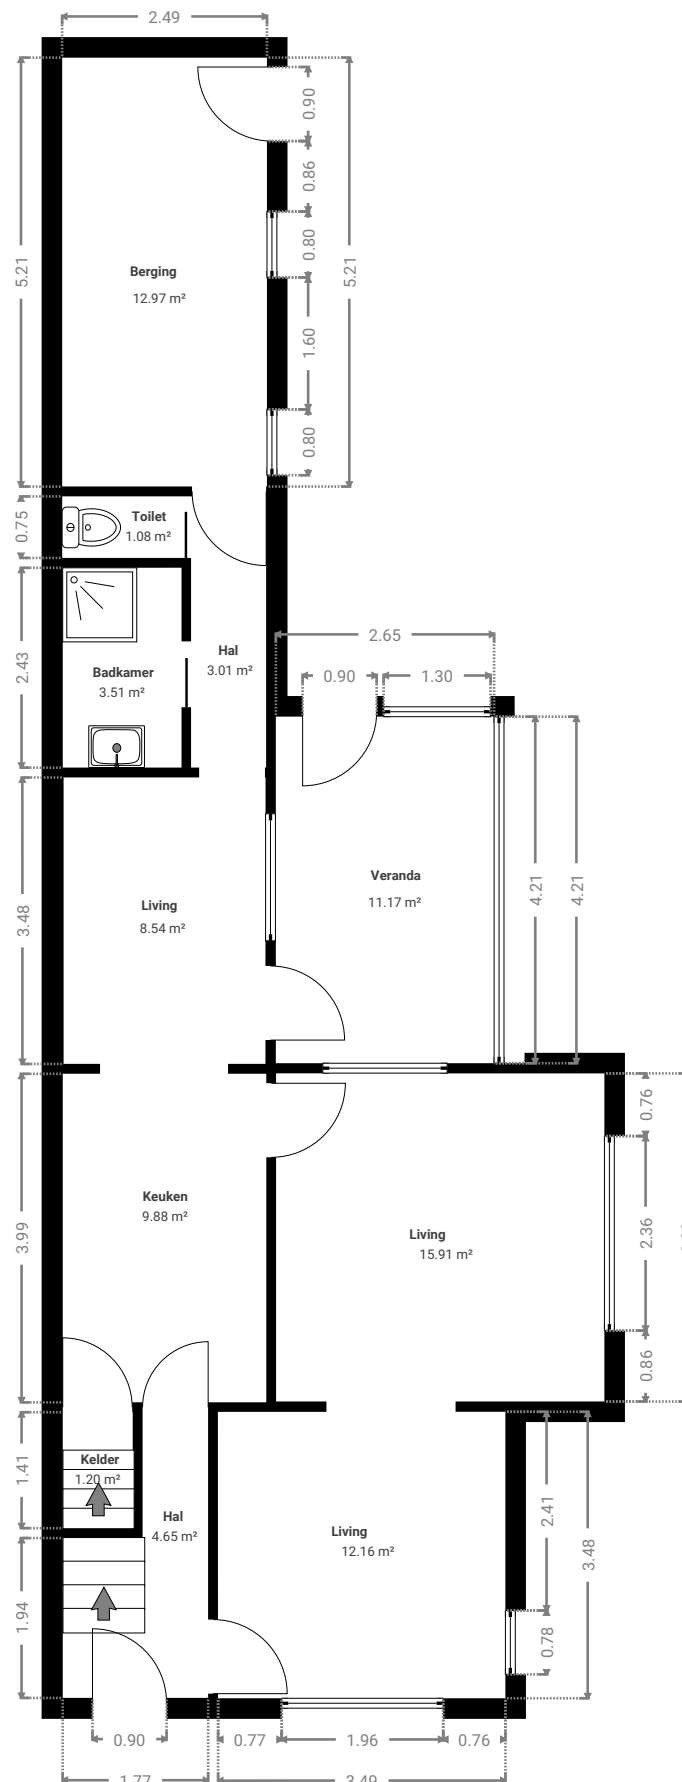 2.49
0.90
0.86
0.80
5.21
5.21
Berging
12.97 m²
1.60
0.80
0.75
Toilet
1.08 m²
2.65
Hal
3.01 m²
2.43
Badkamer
3.51 m²
0.90
1.30
Veranda
11.17 m²
4.21
4.21
3.48
Living
8.54 m²
0.76
3.99
Keuken
9.88 m²
2.36
Living
15.91 m²
0.86
1.41
Kelder
1.20 m²
2.41
Hal
4.65 m²
Living
12.16 m²
3.48
1.94
0.78
0.90
0.77
1.96
0.76
1.77
3.49